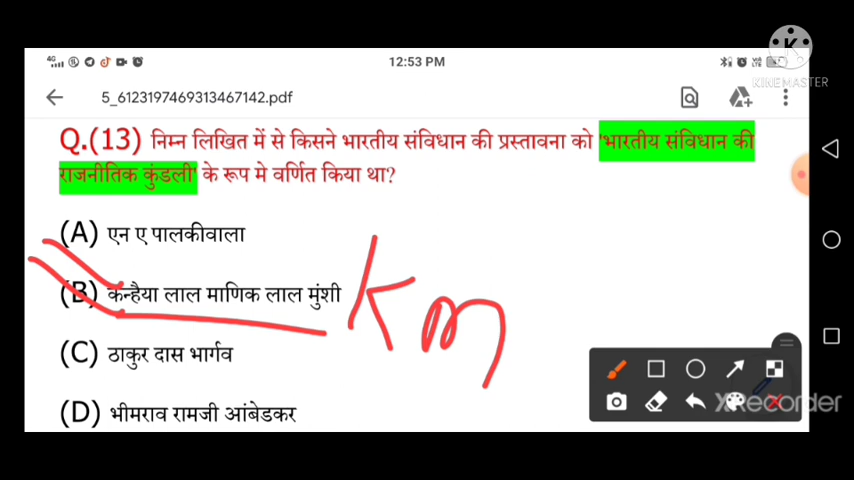 K
KINEMASTER
4G 12:53 PM
5_6123197469313467142.pdf
Q.(13) निम्न लिखित में से किसने भारतीय संविधान की प्रस्तावना को 'भारतीय संविधान की
राजनीतिक कुंडली' के रूप मे वर्णित किया था?
(A) एन ए पालकीवाला
(B) कन्हैया लाल माणिक लाल मुंशी
km
(C) ठाकुर दास भार्गव
(D) भीमराव रामजी आंबेडकर
XRecorder